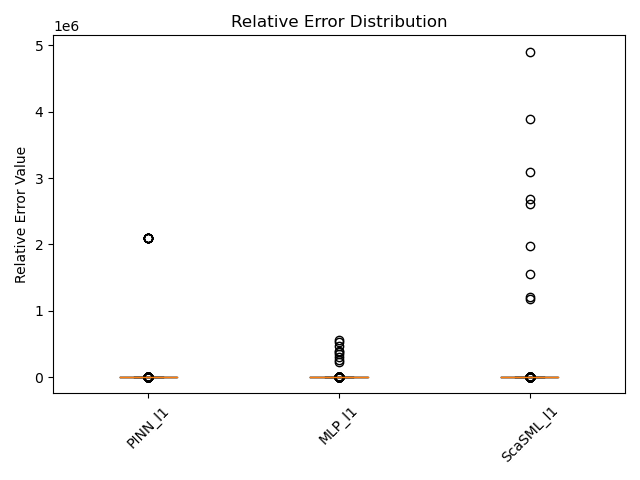 Relative Error Distribution
1e6
5
4
3
2
1
0
Relative Error Value
PINN_l1
MLP_l1
ScaSML_l1